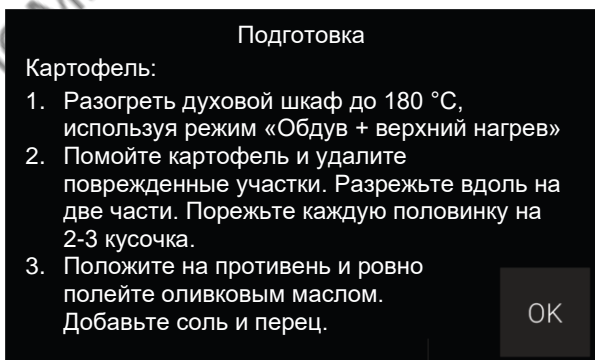 Подготовка
Картофель:
1. Разогреть духовой шкаф до 180 °C,
используя режим «Обдув + верхний нагрев»
2. Помойте картофель и удалите
поврежденные участки. Разрежьте вдоль на
две части. Порежьте каждую половинку на
2-3 кусочка.
3. Положите на противень и ровно
полейте оливковым маслом.
Добавьте соль и перец.
OK